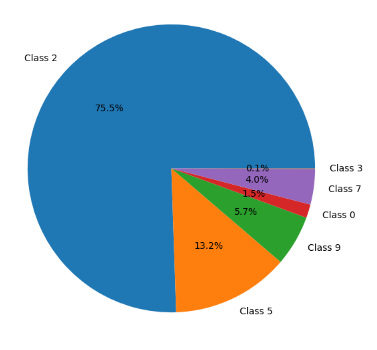 Class 2
75.5%
0.1%
Class 3
4.0%
Class 7
1.5%
Class 0
5.7%
Class 9
13.2%
Class 5